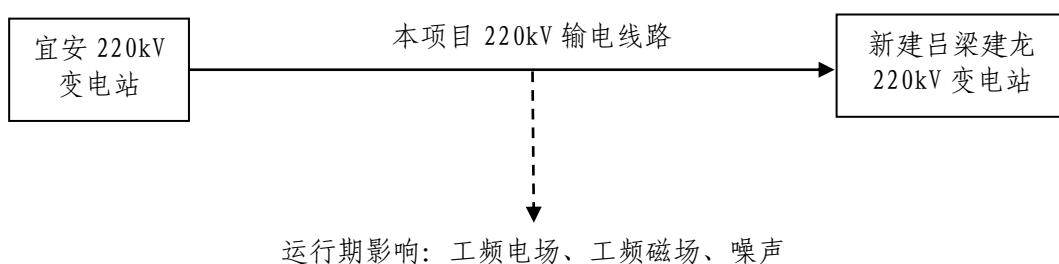 宜安 220kV
变电站
本项目 220kV 输电线路
新建吕梁建龙
220kV 变电站
运行期影响：工频电场、工频磁场、噪声